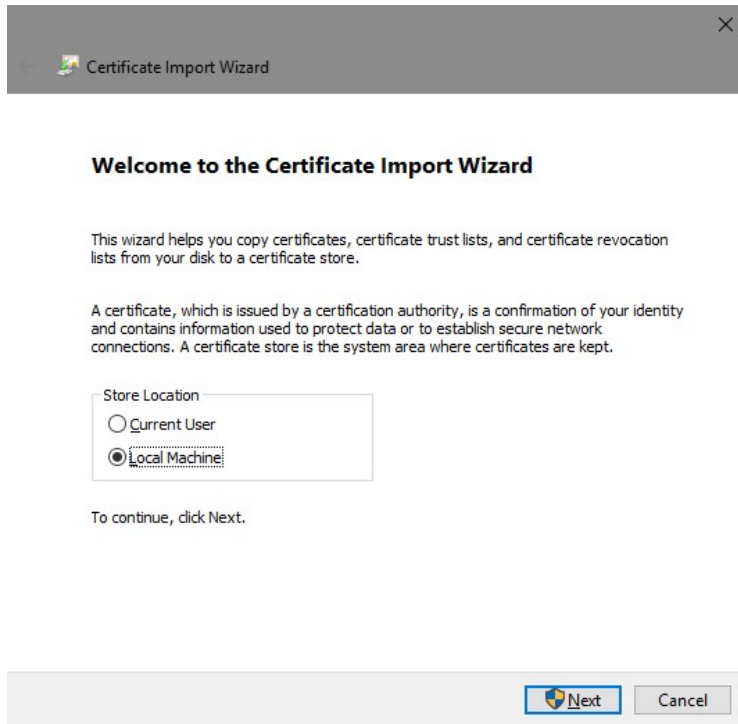 Certificate Import Wizard
Welcome to the Certificate Import Wizard
This wizard helps you copy certificates, certificate trust lists, and certificate revocation
lists from your disk to a certificate store.
A certificate, which is issued by a certification authority, is a confirmation of your identity
and contains information used to protect data or to establish secure network
connections. A certificate store is the system area where certificates are kept.
Store Location
Current User
Local Machine
To continue, click Next.
Next Cancel